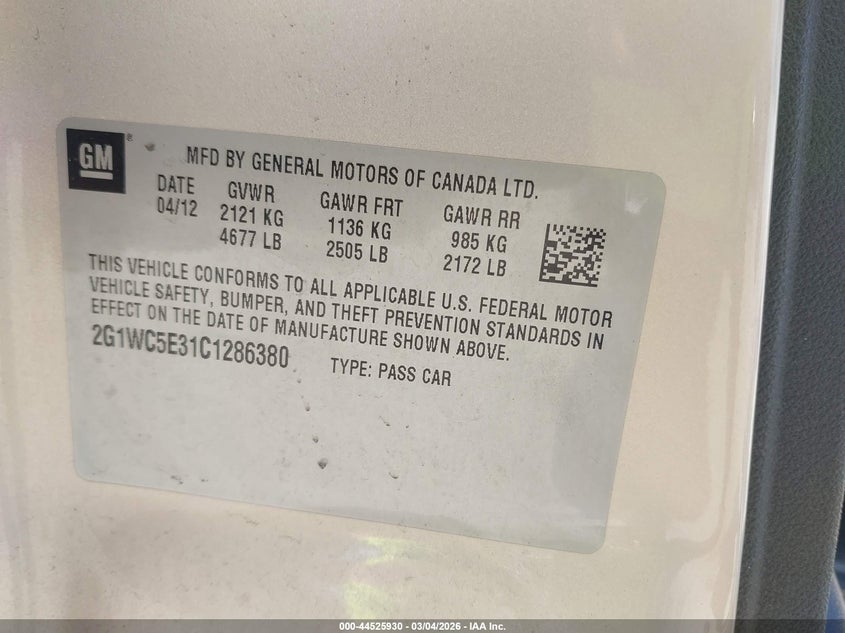 GM ®
MFD BY GENERAL MOTORS OF CANADA LTD.
DATE GVWR GAWR FRT GAWR RR
04/12 2121 KG 1136 KG 985 KG
4677 LB 2505 LB 2172 LB
THIS VEHICLE CONFORMS TO ALL APPLICABLE U.S. FEDERAL MOTOR
VEHICLE SAFETY, BUMPER, AND THEFT PREVENTION STANDARDS IN
EFFECT ON THE DATE OF MANUFACTURE SHOWN ABOVE.
2G1WC5E31C1286380 TYPE: PASS CAR
000-44525930 - 03/04/2026 - IAA Inc.